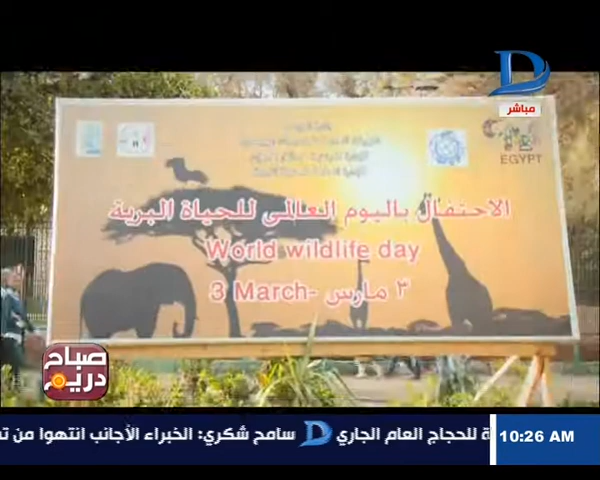 مباشر
EGYPT
الاحتفال باليوم العالمى للحياة البرية
World wildlife day
3 March- ٣ مارس
صباح
دريم
ة للحجاج العام الجاري
سامح شكري: الخبراء الأجانب انتهوا من
10:26 AM